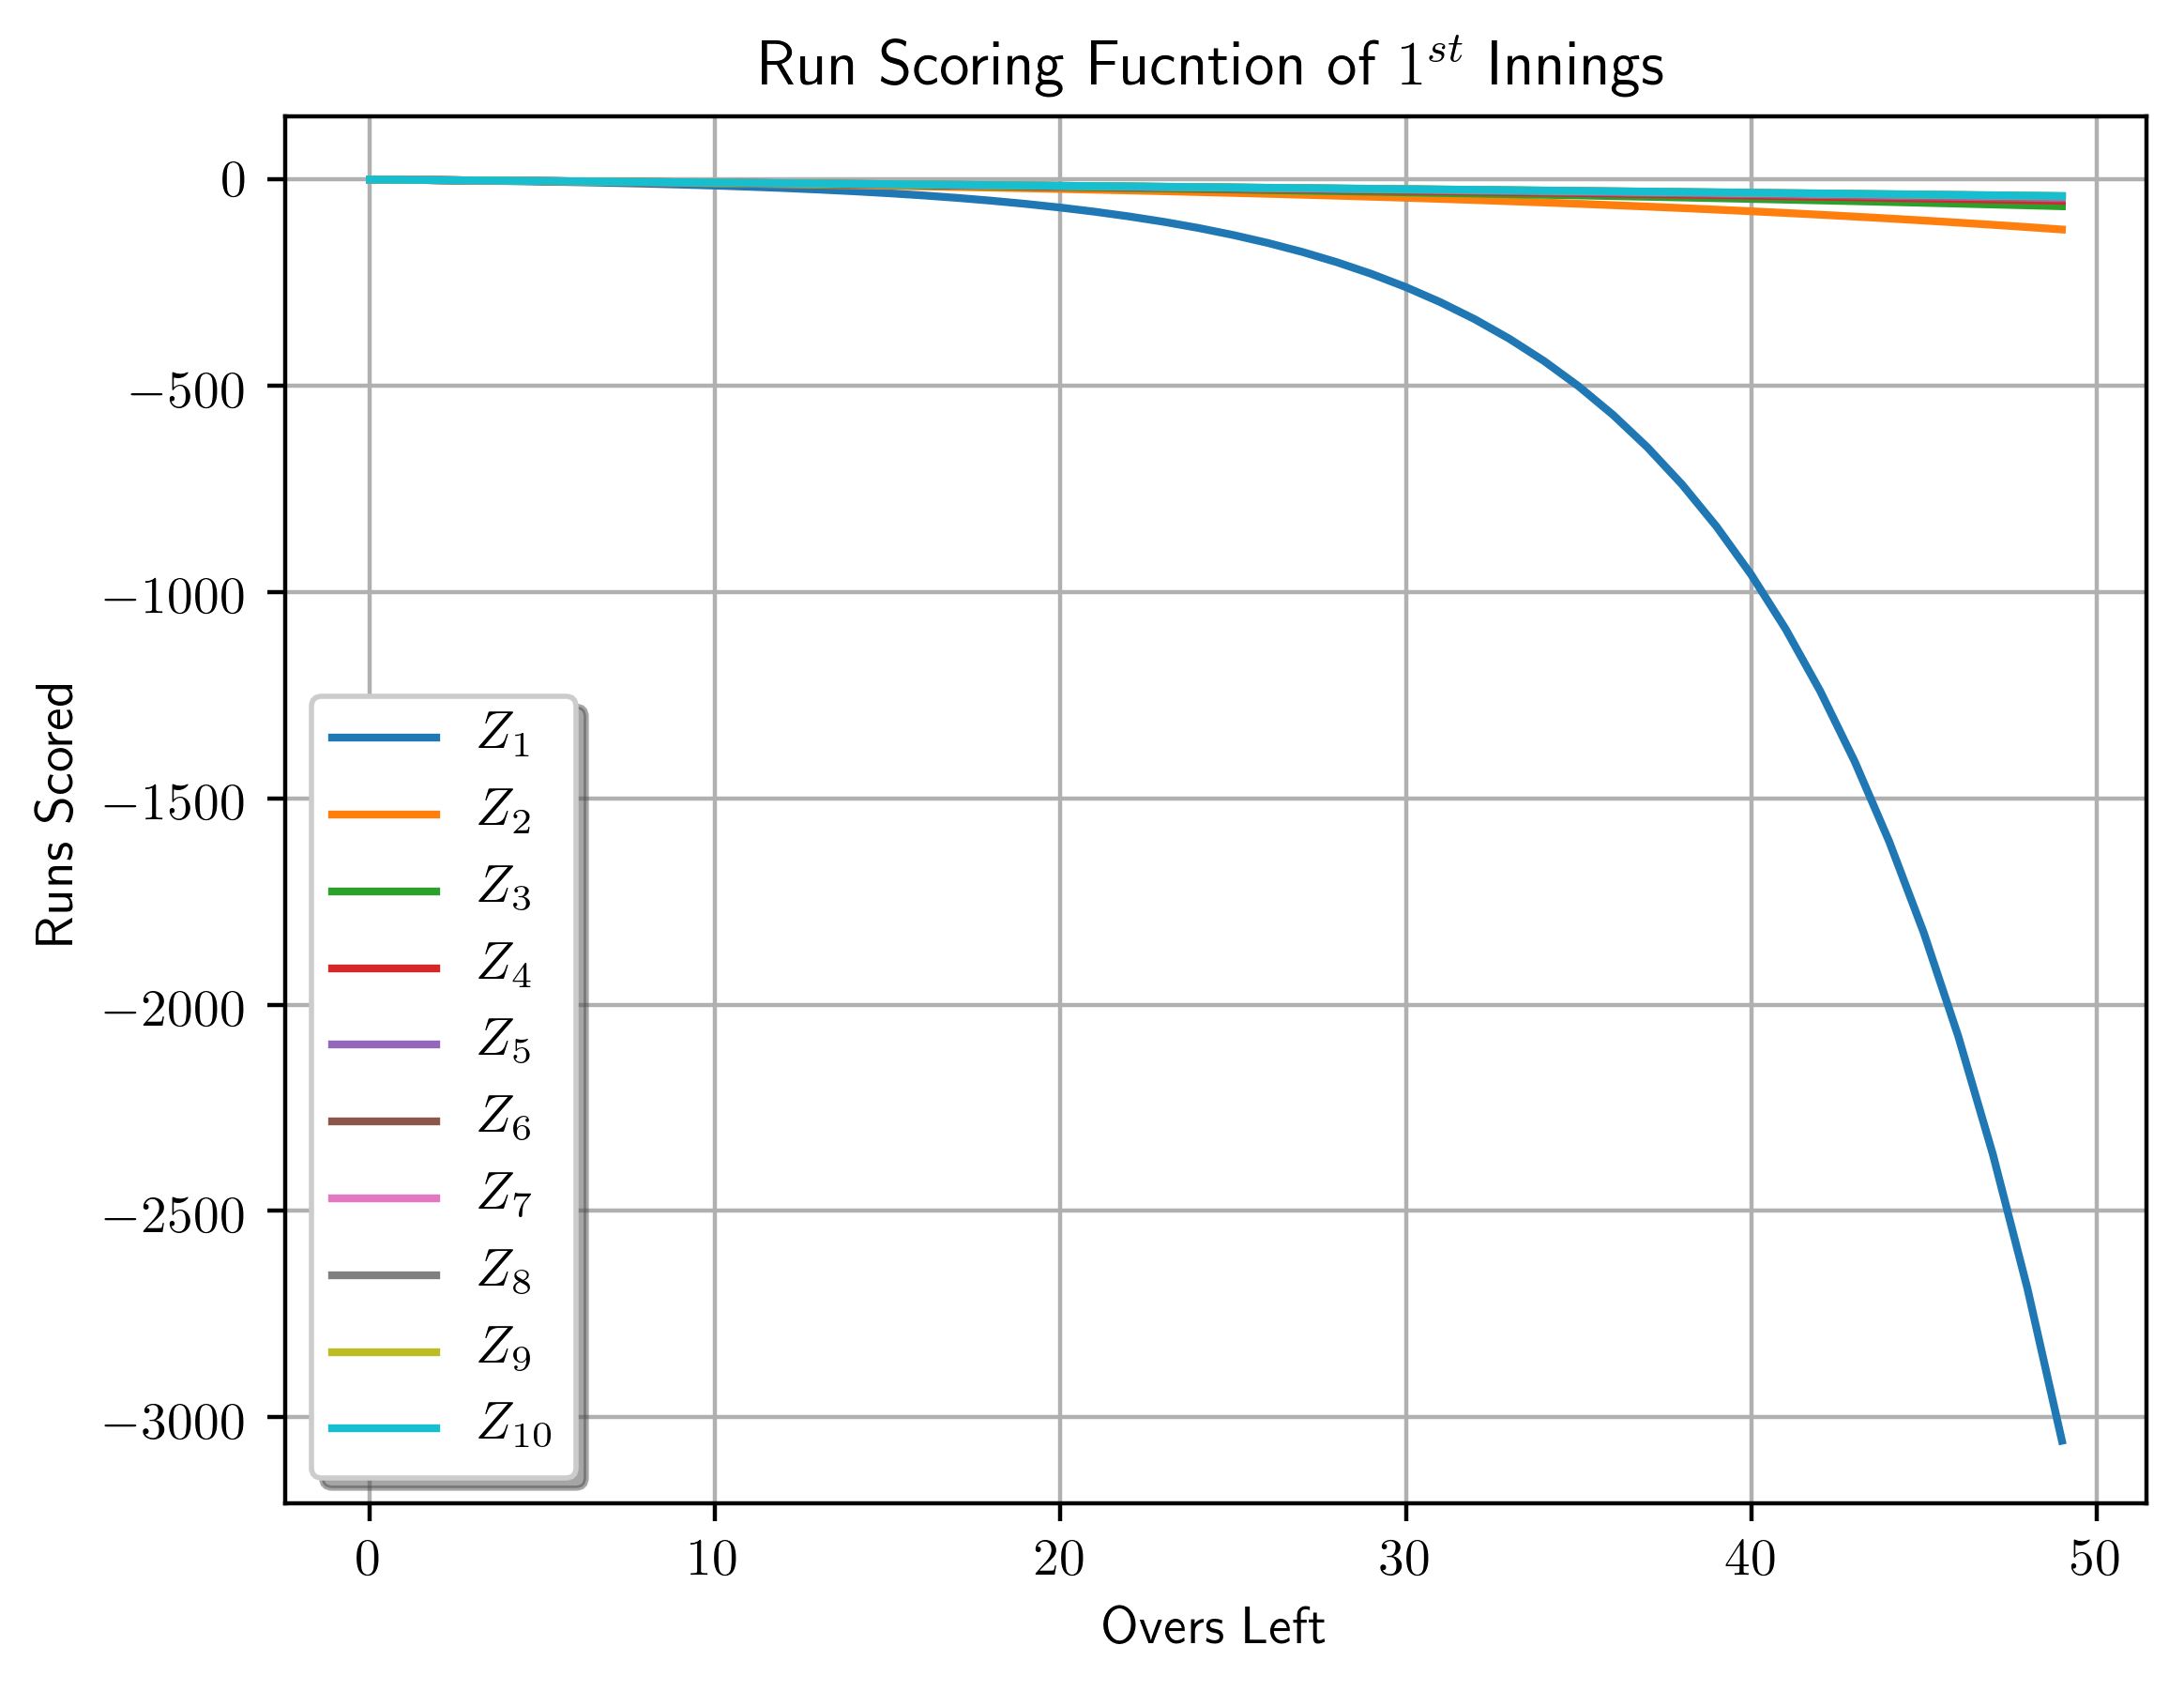 Run Scoring Fucntion of 1st Innings
0
−500
−1000
−1500
−2000
−2500
−3000
Runs Scored
Z1
Z2
Z3
Z4
Z5
Z6
Z7
Z8
Z9
Z10
0 10 20 30 40 50
Overs Left